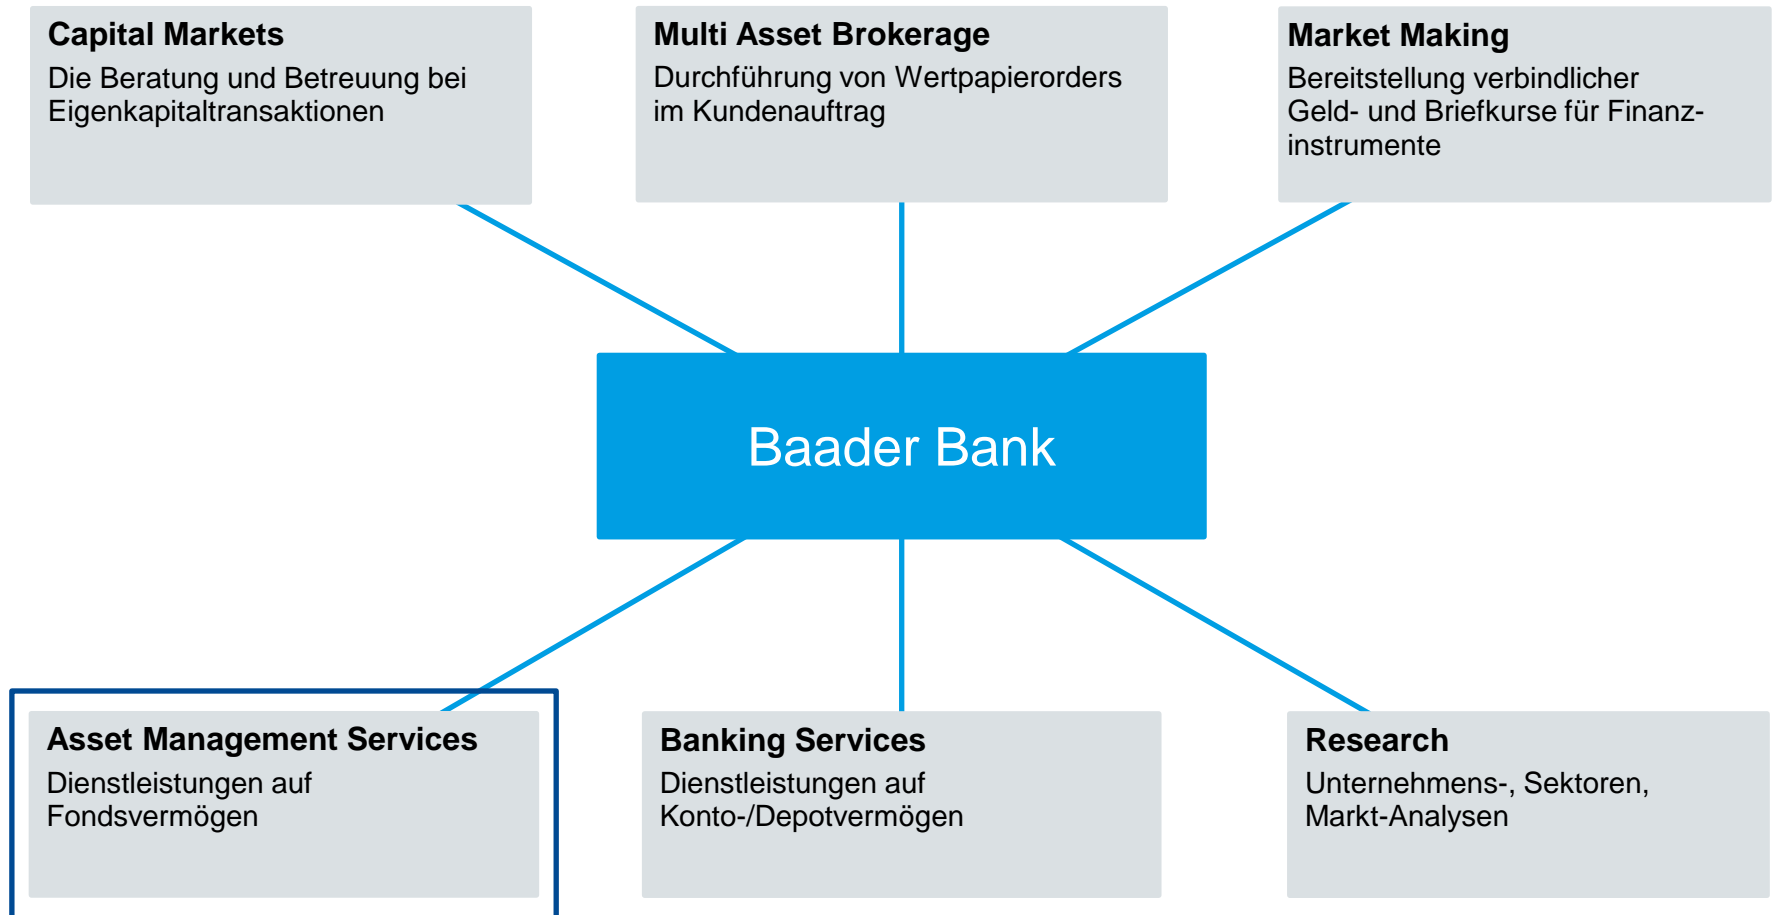 Capital Markets
Die Beratung und Betreuung bei
Eigenkapitaltransaktionen
Multi Asset Brokerage
Durchführung von Wertpapierorders
im Kundenauftrag
Market Making
Bereitstellung verbindlicher
Geld- und Briefkurse für Finanz-
instrumente
Baader Bank
Asset Management Services
Dienstleistungen auf
Fondsvermögen
Banking Services
Dienstleistungen auf
Konto-/Depotvermögen
Research
Unternehmens-, Sektoren,
Markt-Analysen